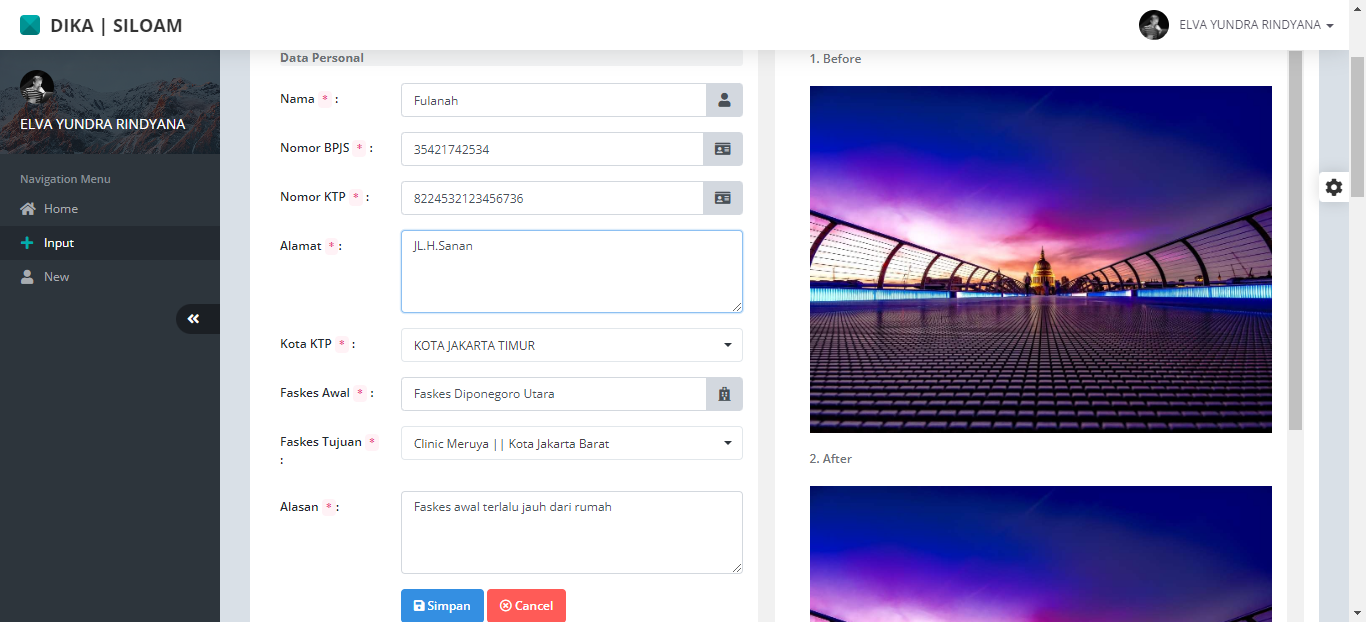 DIKA | SILOAM
ELVA YUNDRA RINDYANA
ELVA YUNDRA RINDYANA
Navigation Menu
Home
Input
New
Data Personal
Nama * :
Fulanah
Nomor BPJS * :
35421742534
Nomor KTP * :
8224532123456736
Alamat * :
JL.H.Sanan
Kota KTP * :
KOTA JAKARTA TIMUR
Faskes Awal * :
Faskes Diponegoro Utara
Faskes Tujuan *
:
Clinic Meruya || Kota Jakarta Barat
Alasan * :
Faskes awal terlalu jauh dari rumah
Simpan
Cancel
1. Before
2. After